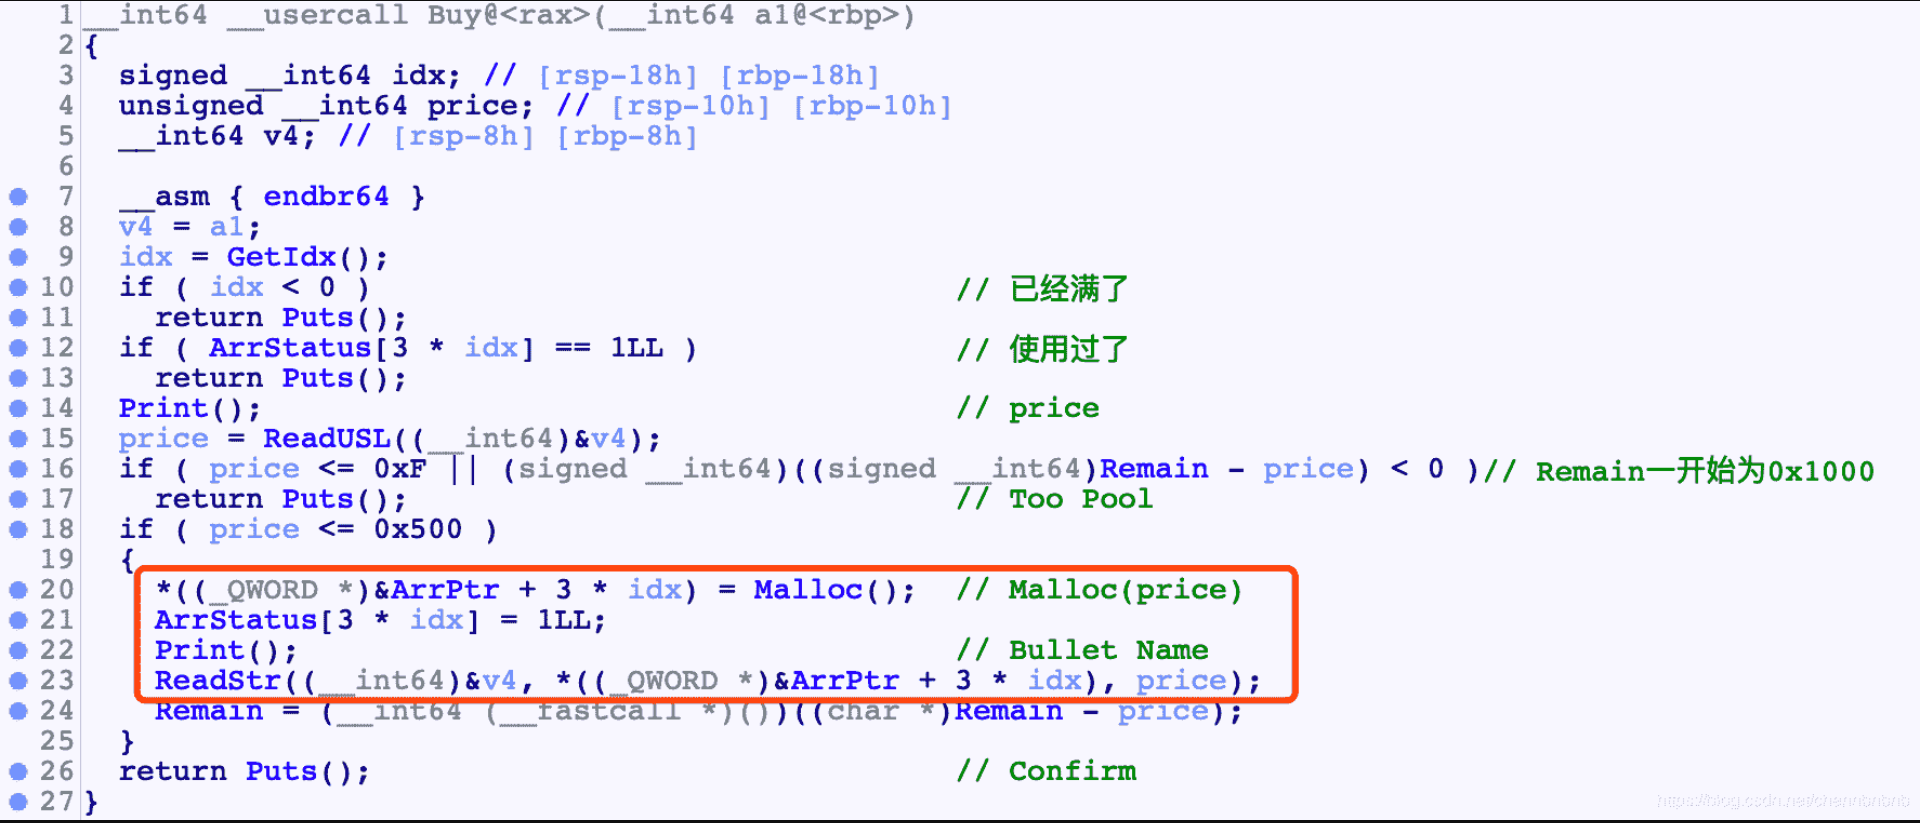 1 __int64 __usercall Buy@<rax>(__int64 a1@<rbp>)
2 {
3 signed __int64 idx; // [rsp-18h] [rbp-18h]
4 unsigned __int64 price; // [rsp-10h] [rbp-10h]
5 __int64 v4; // [rsp-8h] [rbp-8h]
6
7 __asm { endbr64 }
8 v4 = a1;
9 idx = GetIdx();
10 if ( idx < 0 ) // 已经满了
11 return Puts();
12 if ( ArrStatus[3 * idx] == 1LL ) // 使用过了
13 return Puts();
14 Print(); // price
15 price = ReadUSL((__int64)&v4);
16 if ( price <= 0xF || (signed __int64)((signed __int64)Remain - price) < 0 )// Remain一开始为0x1000
17 return Puts(); // Too Pool
18 if ( price <= 0x500 )
19 {
20 *((_QWORD *)&ArrPtr + 3 * idx) = Malloc(); // Malloc(price)
21 ArrStatus[3 * idx] = 1LL;
22 Print(); // Bullet Name
23 ReadStr((__int64)&v4, *((_QWORD *)&ArrPtr + 3 * idx), price);
24 Remain = (__int64 (__fastcall *)())((char *)Remain - price);
25 }
26 return Puts(); // Confirm
27 }